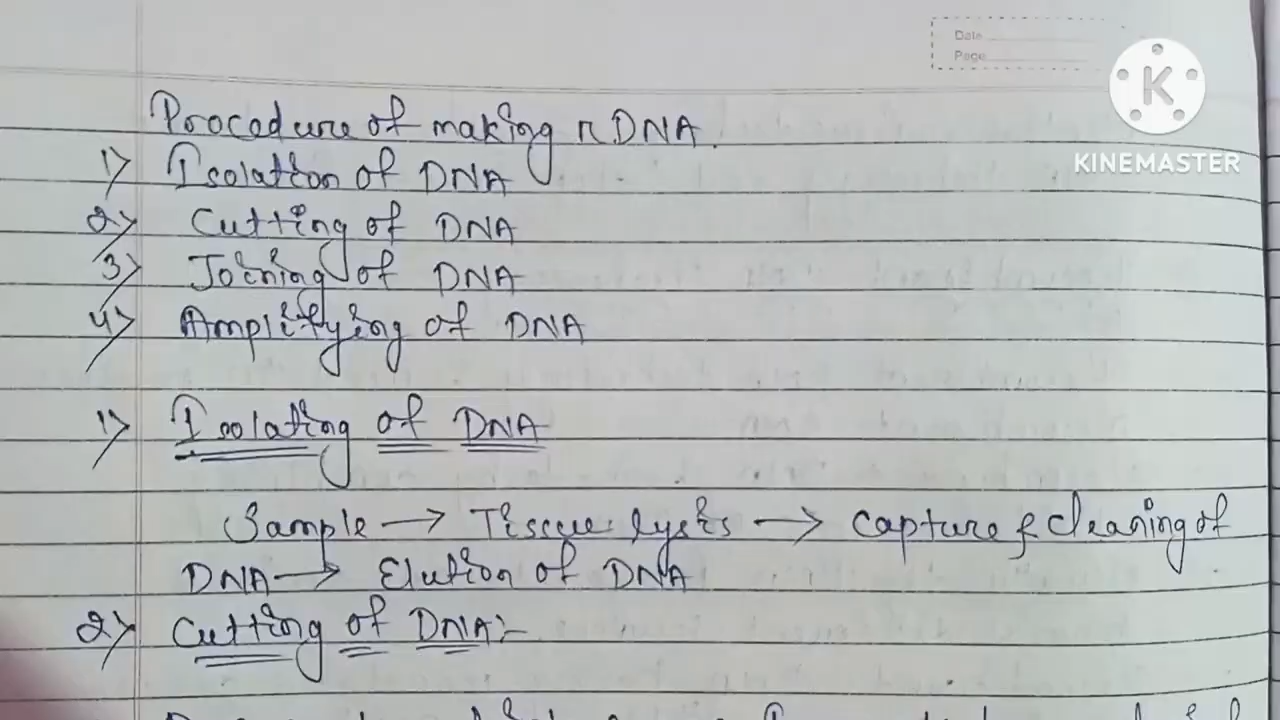 Date
Page
KINEMASTER
Procedure of making r DNA.
1) Isolation of DNA
2) Cutting of DNA
3) Joining of DNA
4) Amplifying of DNA
1) Isolating of DNA
Sample → Tissue lysis → Capture & cleaning of
DNA → Elution of DNA
2) Cutting of DNA:-